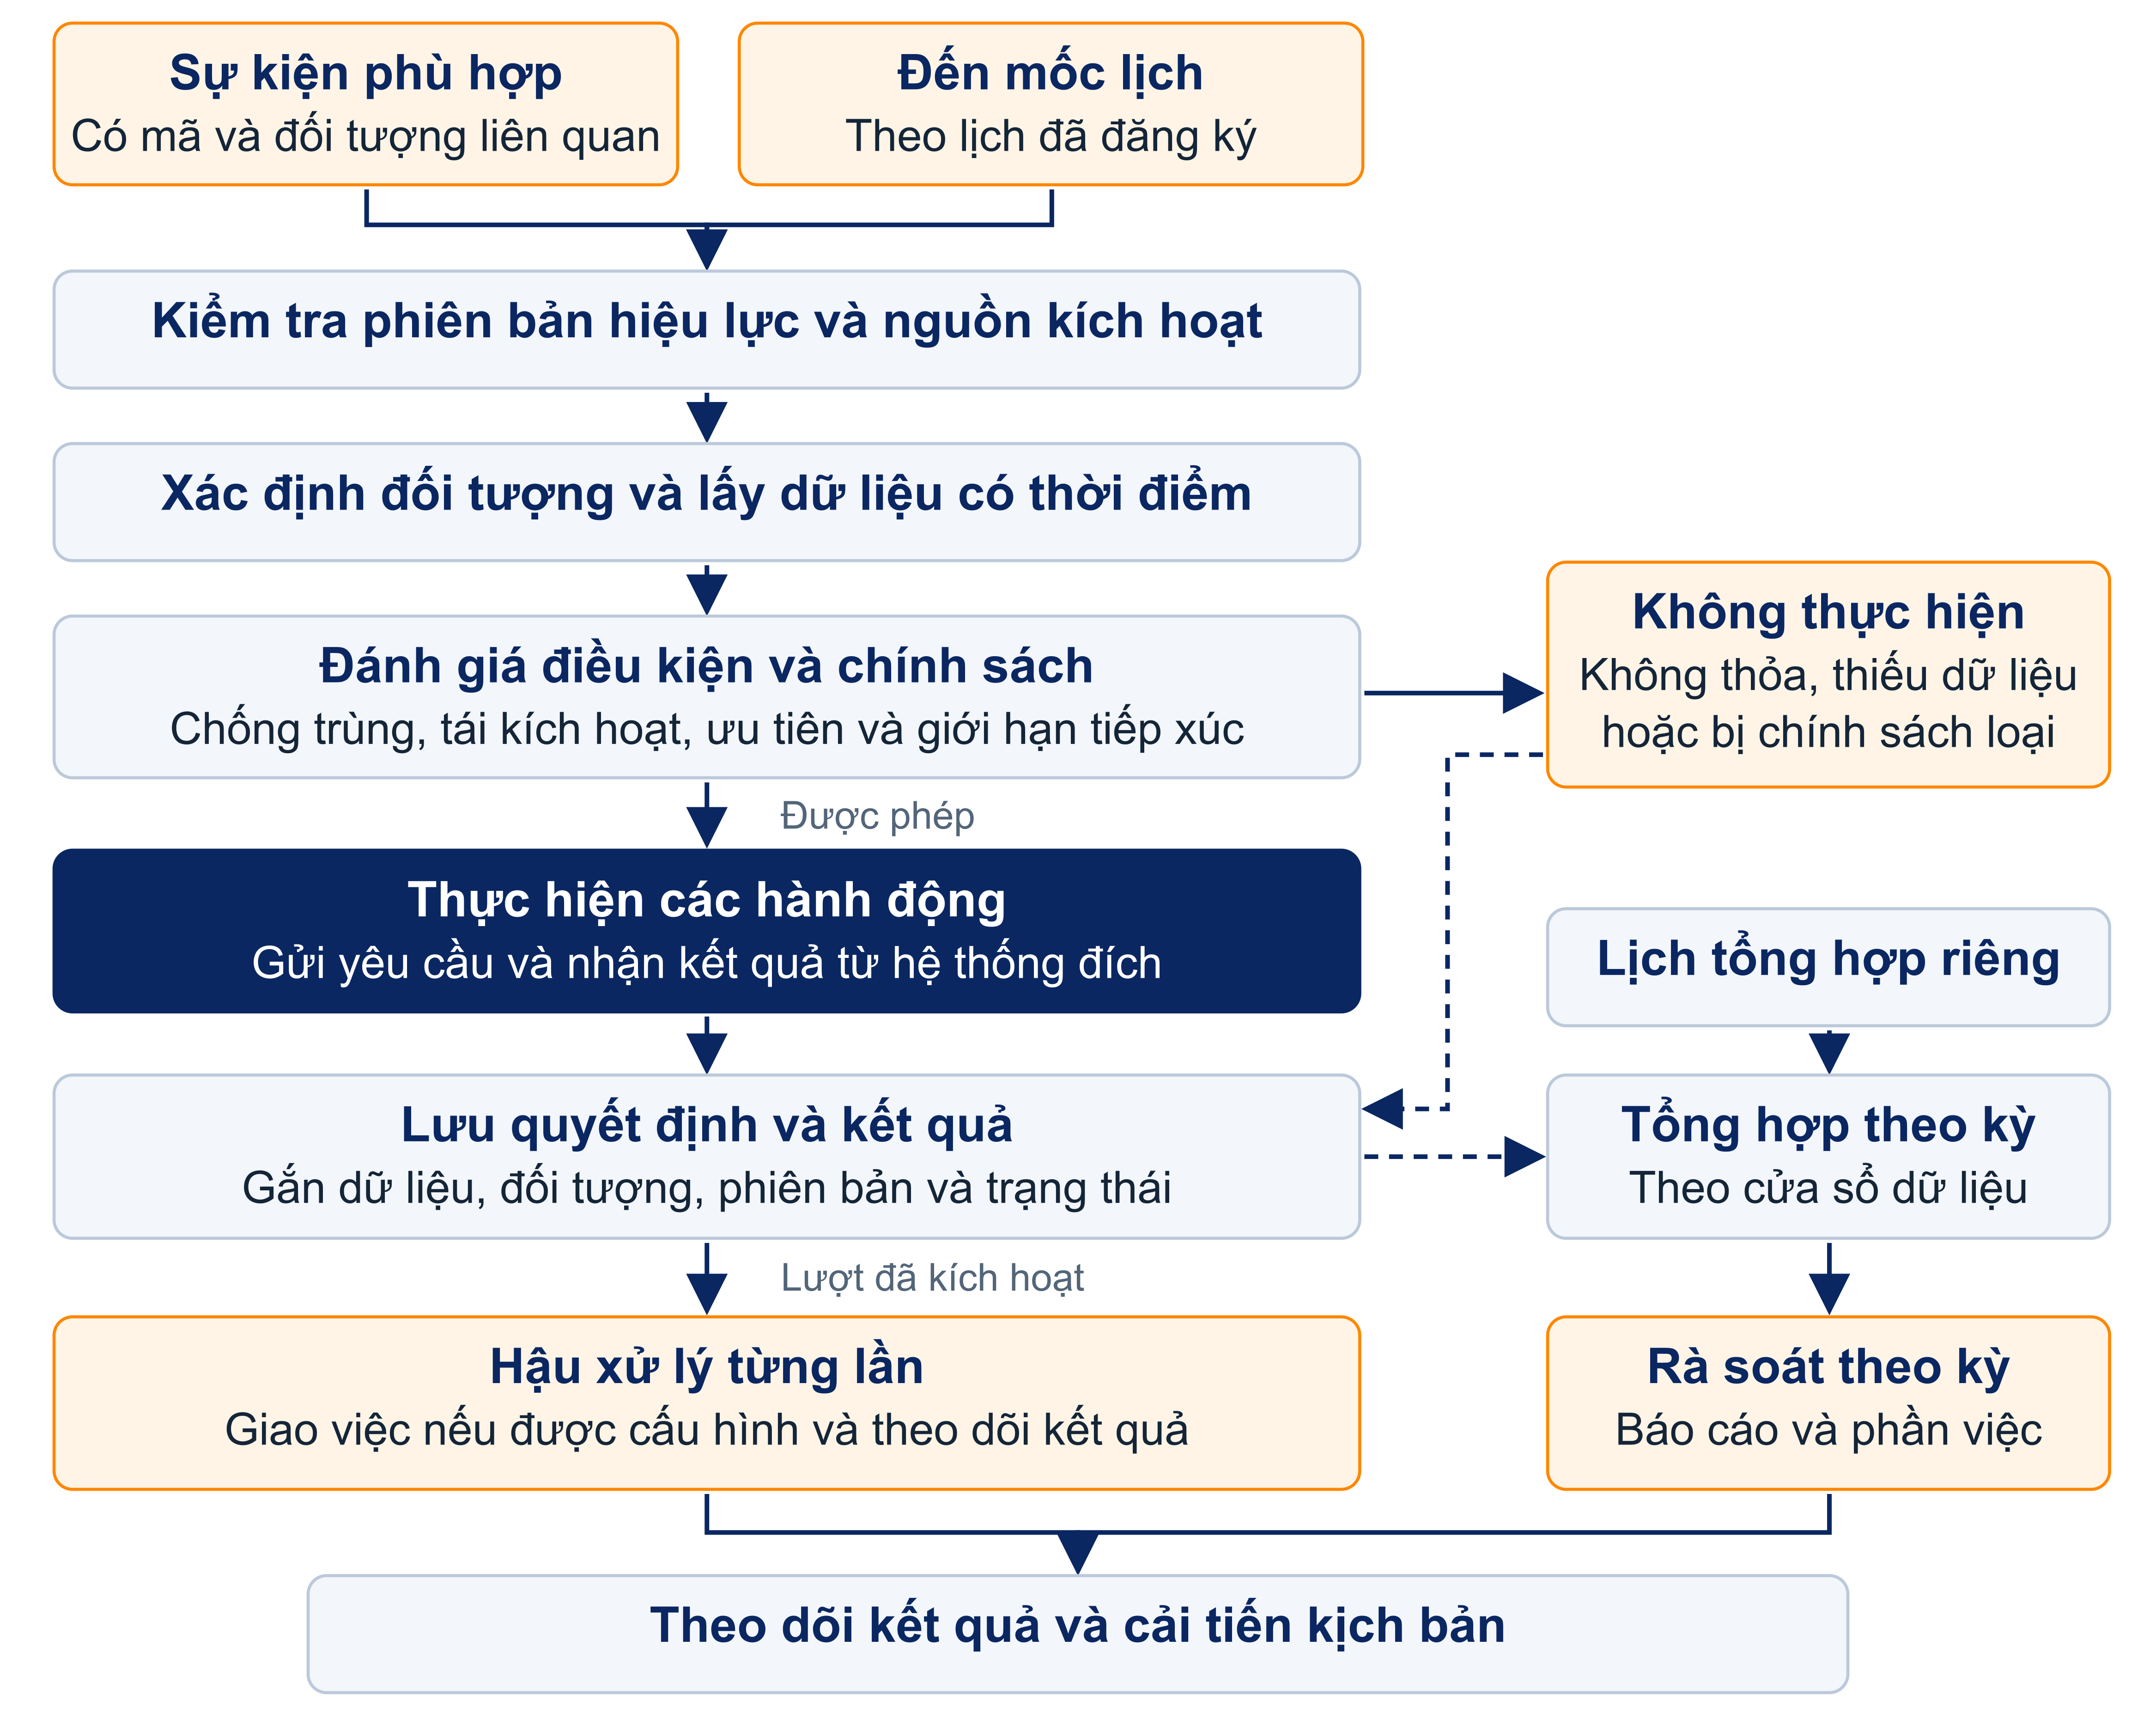 Sự kiện phù hợp
Có mã và đối tượng liên quan
Đến mốc lịch
Theo lịch đã đăng ký
Kiểm tra phiên bản hiệu lực và nguồn kích hoạt
Xác định đối tượng và lấy dữ liệu có thời điểm
Đánh giá điều kiện và chính sách
Chống trùng, tái kích hoạt, ưu tiên và giới hạn tiếp xúc
Không thực hiện
Không thỏa, thiếu dữ liệu
hoặc bị chính sách loại
Được phép
Thực hiện các hành động
Gửi yêu cầu và nhận kết quả từ hệ thống đích
Lịch tổng hợp riêng
Lưu quyết định và kết quả
Gắn dữ liệu, đối tượng, phiên bản và trạng thái
Tổng hợp theo kỳ
Theo cửa sổ dữ liệu
Lượt đã kích hoạt
Hậu xử lý từng lần
Giao việc nếu được cấu hình và theo dõi kết quả
Rà soát theo kỳ
Báo cáo và phần việc
Theo dõi kết quả và cải tiến kịch bản